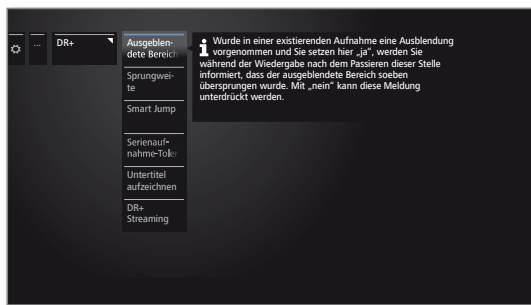 ...
DR+
Ausgeblen-
dete Bereich
Sprungwei-
te
Smart Jump
Serienauf-
nahme-Toler
Untertitel
aufzeichnen
DR+
Streaming
i Wurde in einer existierenden Aufnahme eine Ausblendung
vorgenommen und Sie setzen hier „ja“, werden Sie
während der Wiedergabe nach dem Passieren dieser Stelle
informiert, dass der ausgeblendete Bereich soeben
übersprungen wurde. Mit „nein“ kann diese Meldung
unterdrückt werden.